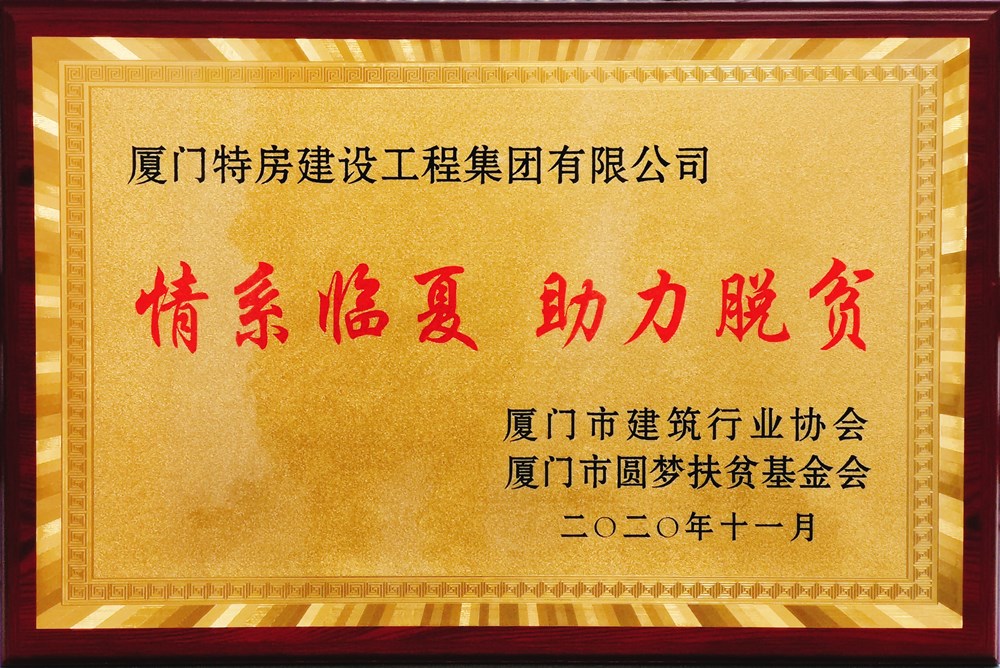 厦门特房建设工程集团有限公司
情系临夏 助力脱贫
厦门市建筑行业协会
厦门市圆梦扶贫基金会
二〇二〇年十一月